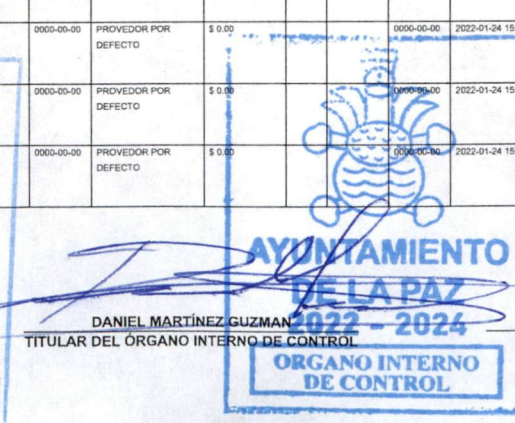 0000-00-00 PROVEDOR POR $ 0.00 0000-00-00 2022-01-24 15
DEFECTO
0000-00-00 PROVEDOR POR $ 0.00 0000-00-00 2022-01-24 15
DEFECTO
0000-00-00 PROVEDOR POR $ 0.00 0000-00-00 2022-01-24 15
DEFECTO
AYUNTAMIENTO
DE LA PAZ
2022 - 2024
ORGANO INTERNO
DE CONTROL
DANIEL MARTÍNEZ GUZMAN
TITULAR DEL ÓRGANO INTERNO DE CONTROL